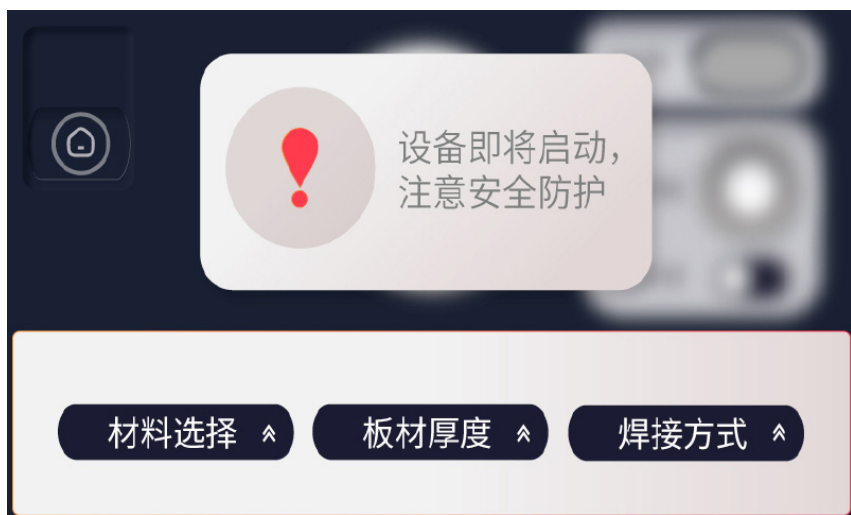 设备即将启动，
注意安全防护
材料选择
板材厚度
焊接方式